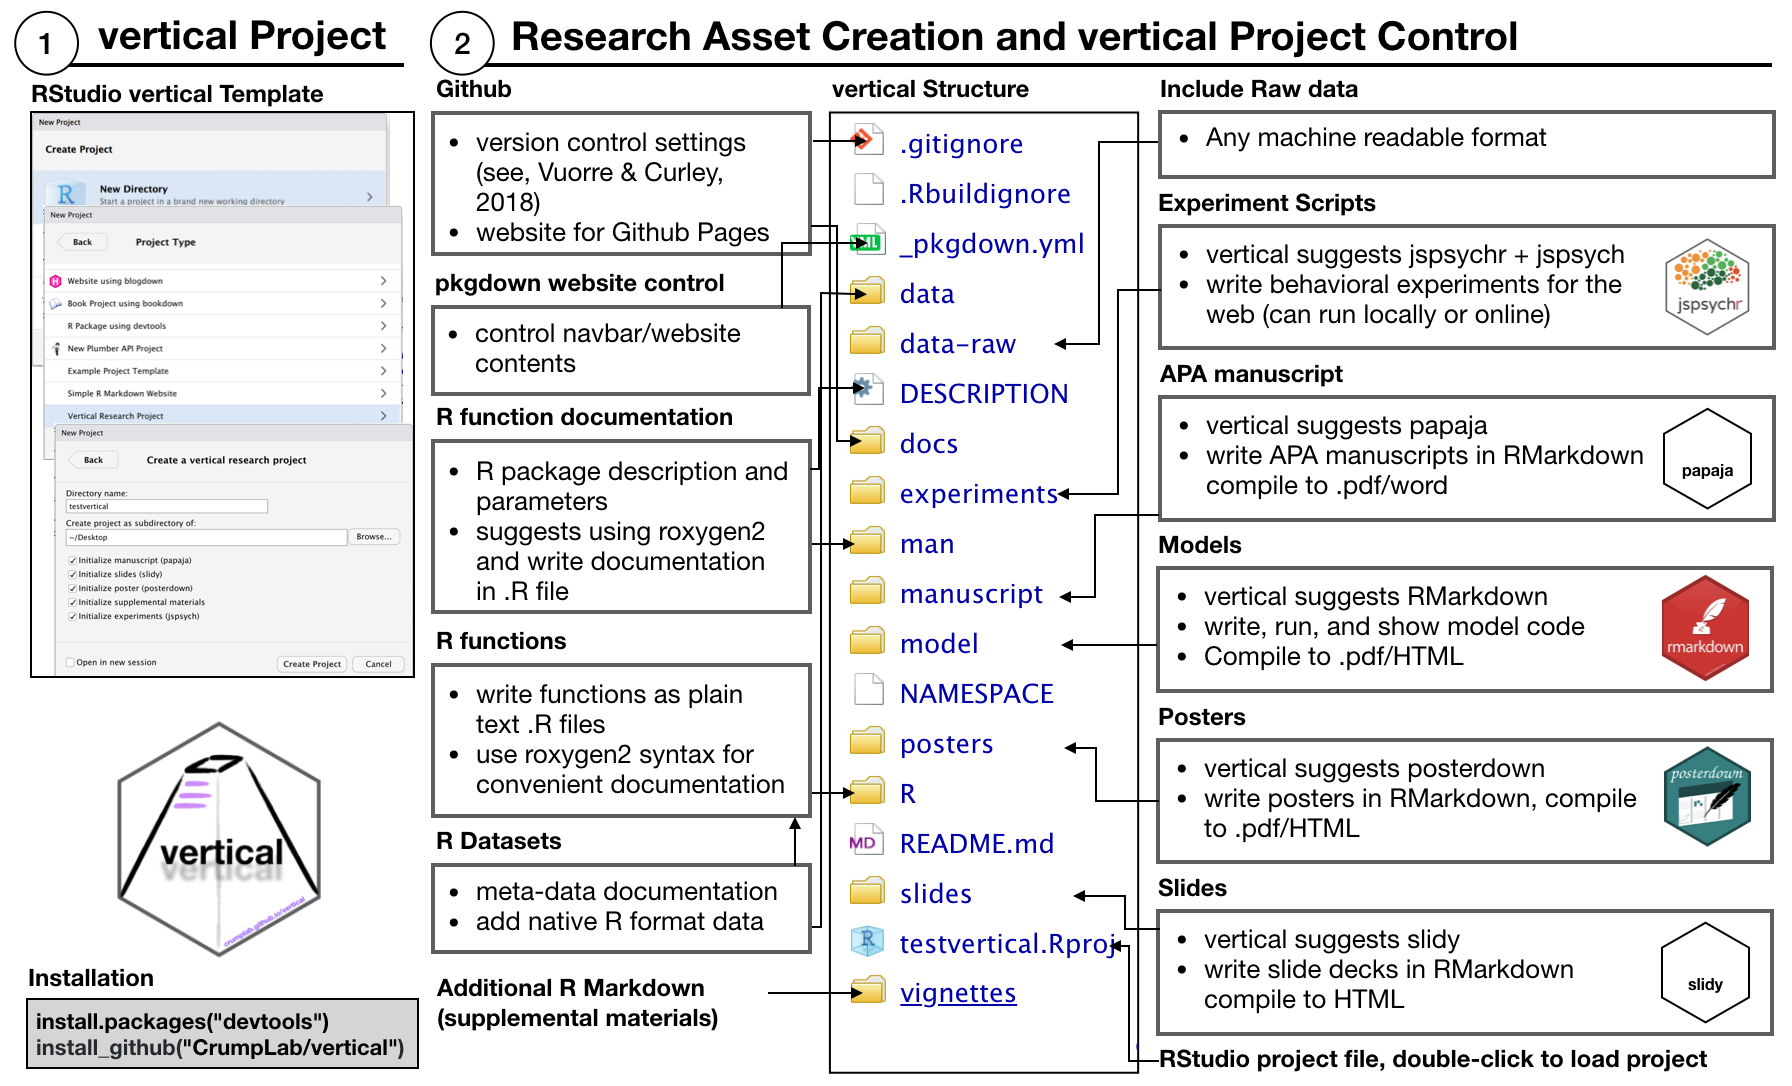 1 vertical Project
RStudio vertical Template
New Project
Create Project
New Directory
Start a project in a brand new working directory
New Project
Back Project Type
Website using blogdown
Book Project using bookdown
R Package using devtools
New Plumber API Project
Example Project Template
Simple R Markdown Website
Vertical Research Project
New Project
Back Create a vertical research project
Directory name:
testvertical
Create project as subdirectory of:
~/Desktop Browse...
Initialize manuscript (papaja)
Initialize slides (slidy)
Initialize poster (posterdown)
Initialize supplemental materials
Initialize experiments (jspsych)
Open in new session Create Project Cancel
vertical
crumplab.github.io/vertical
Installation
install.packages("devtools")
install_github("CrumpLab/vertical")
2 Research Asset Creation and vertical Project Control
Github
• version control settings
(see, Vuorre & Curley,
2018)
• website for Github Pages
pkgdown website control
• control navbar/website
contents
R function documentation
• R package description and
parameters
• suggests using roxygen2
and write documentation
in .R file
R functions
• write functions as plain
text .R files
• use roxygen2 syntax for
convenient documentation
R Datasets
• meta-data documentation
• add native R format data
Additional R Markdown
(supplemental materials)
vertical Structure
.gitignore
.Rbuildignore
YML _pkgdown.yml
data
data-raw
DESCRIPTION
docs
experiments
man
manuscript
model
NAMESPACE
posters
R
MD README.md
slides
R testvertical.Rproj
vignettes
Include Raw data
• Any machine readable format
Experiment Scripts
• vertical suggests jspsychr + jspsych
• write behavioral experiments for the
web (can run locally or online)
jspsychr
APA manuscript
• vertical suggests papaja
• write APA manuscripts in RMarkdown
compile to .pdf/word
papaja
Models
• vertical suggests RMarkdown
• write, run, and show model code
• Compile to .pdf/HTML
rmarkdown
Posters
• vertical suggests posterdown
• write posters in RMarkdown, compile
to .pdf/HTML
posterdown
Slides
• vertical suggests slidy
• write slide decks in RMarkdown
compile to HTML
slidy
RStudio project file, double-click to load project